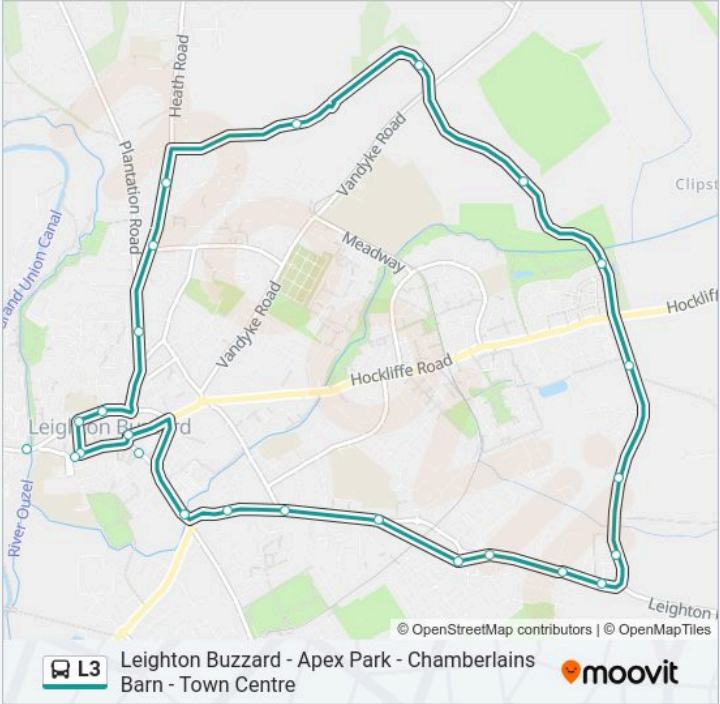 Heath Road
Plantation Road
Vandyke Road
Clipst
Meadway
Grand Union Canal
Vandyke Road
Hockliff
Hockliffe Road
Leighton Buzzard
River Ouzel
Leighton
© OpenStreetMap contributors | © OpenMapTiles
L3
Leighton Buzzard - Apex Park - Chamberlains
Barn - Town Centre
moovit